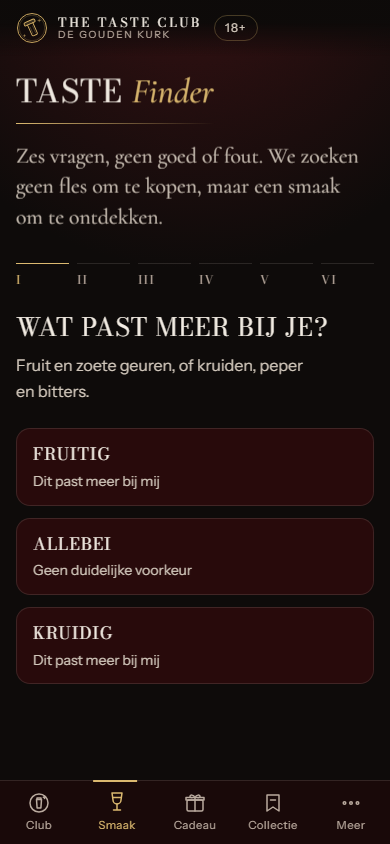 THE TASTE CLUB
DE GOUDEN KURK
18+
TASTE Finder
Zes vragen, geen goed of fout. We zoeken
geen fles om te kopen, maar een smaak
om te ontdekken.
I II III IV V VI
WAT PAST MEER BIJ JE?
Fruit en zoete geuren, of kruiden, peper
en bitters.
FRUITIG
Dit past meer bij mij
ALLEBEI
Geen duidelijke voorkeur
KRUIDIG
Dit past meer bij mij
Club Smaak Cadeau Collectie Meer